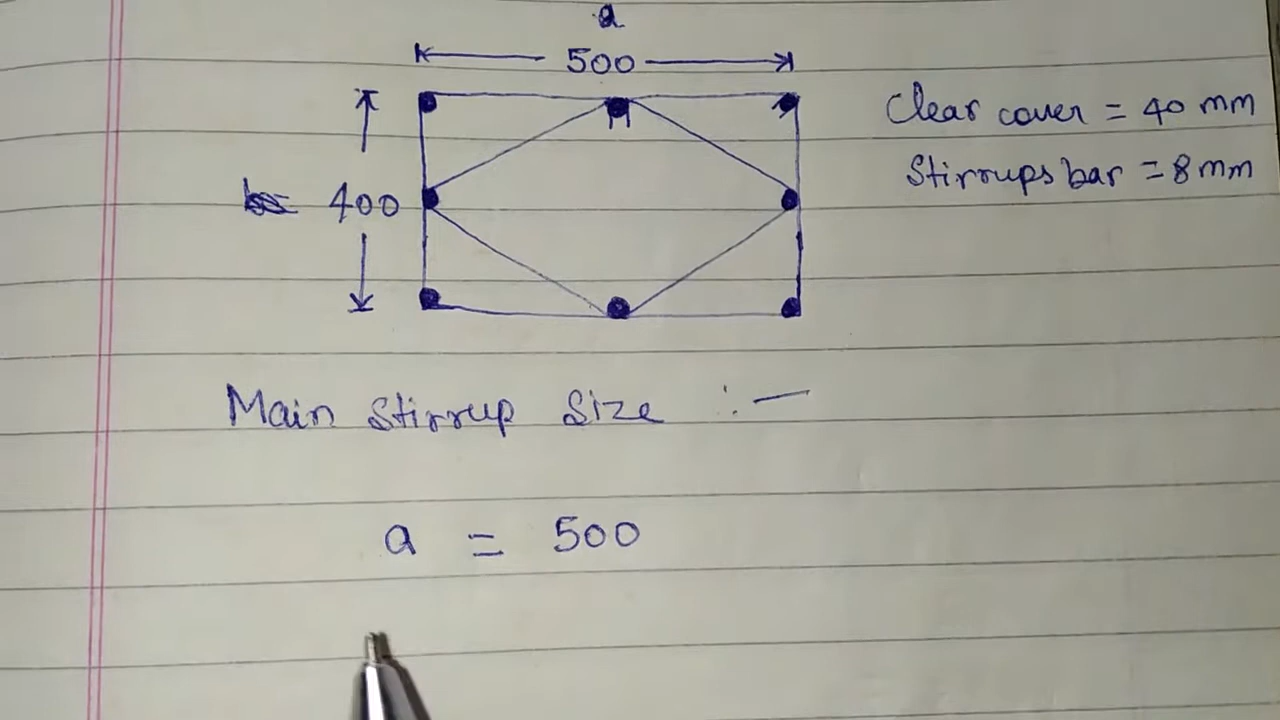 a
500
Clear cover = 40 mm
Stirrups bar = 8 mm
400
Main Stirrup Size :-
a = 500